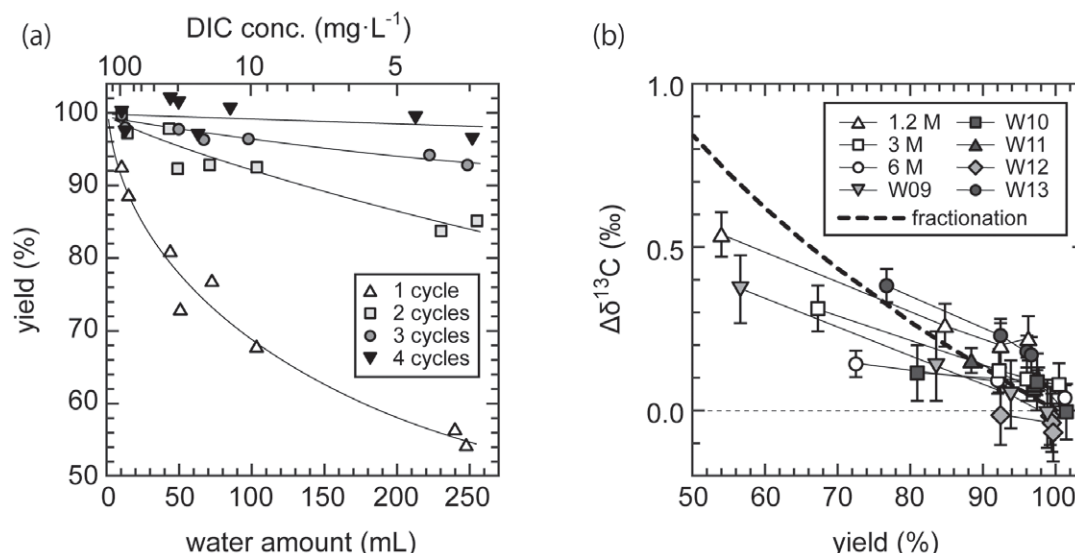 (a)
DIC conc. (mg·L⁻¹)
100 10 4
yield (%)
100
90
80
70
60
50
1 cycle
2 cycles
3 cycles
4 cycles
0 50 100 150 200 250
water amount (mL)
(b)
Δδ¹³C (‰)
1.0
0.5
0.0
1.2 M W10
3 M W11
6 M W12
W09 W13
fractionation
50 60 70 80 90 100
yield (%)